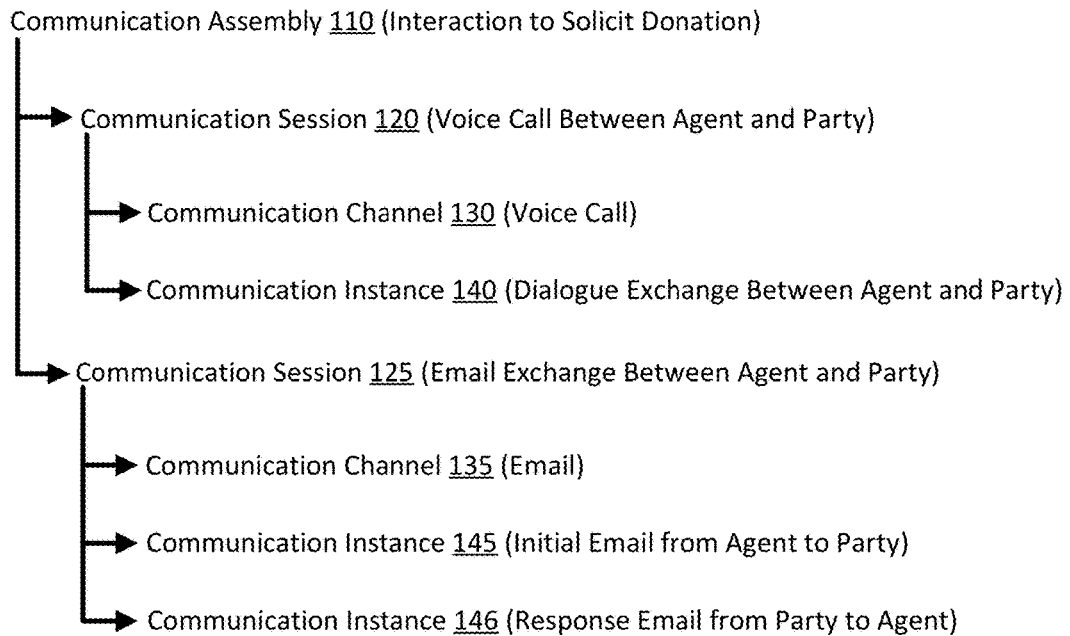 Communication Assembly 110 (Interaction to Solicit Donation)
Communication Session 120 (Voice Call Between Agent and Party)
Communication Channel 130 (Voice Call)
Communication Instance 140 (Dialogue Exchange Between Agent and Party)
Communication Session 125 (Email Exchange Between Agent and Party)
Communication Channel 135 (Email)
Communication Instance 145 (Initial Email from Agent to Party)
Communication Instance 146 (Response Email from Party to Agent)